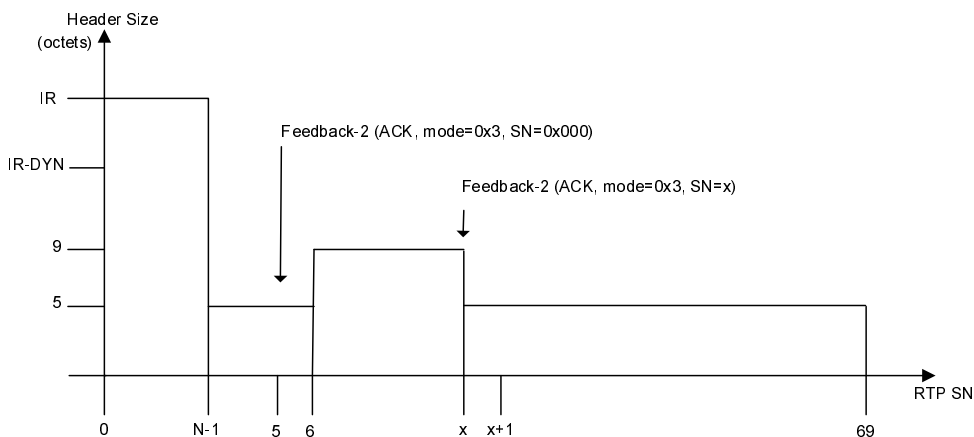 Header Size
(octets)
IR
Feedback-2 (ACK, mode=0x3, SN=0x000)
IR-DYN
Feedback-2 (ACK, mode=0x3, SN=x)
9
5
RTP SN
0 N-1 5 6 x x+1 69